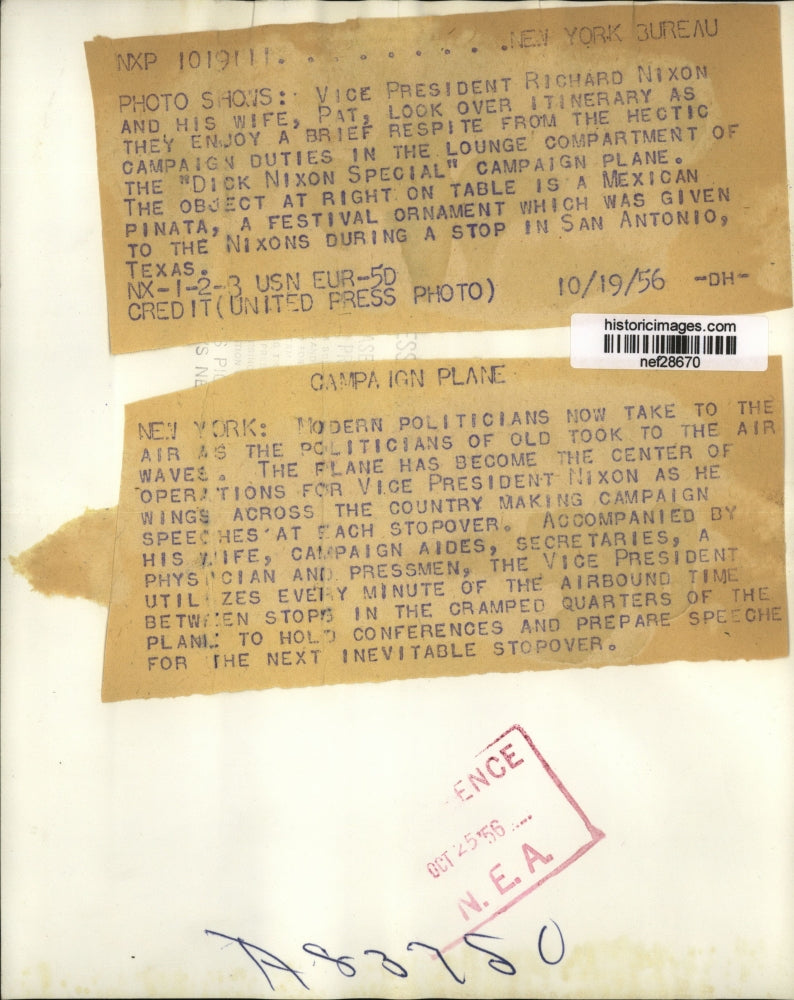 NXP 1019111. . . . . . . . . .NEW YORK BUREAU
PHOTO SHOWS: VICE PRESIDENT RICHARD NIXON
AND HIS WIFE, PAT, LOOK OVER ITINERARY AS
THEY ENJOY A BRIEF RESPITE FROM THE HECTIC
CAMPAIGN DUTIES IN THE LOUNGE COMPARTMENT OF
THE "DICK NIXON SPECIAL" CAMPAIGN PLANE.
THE OBJECT AT RIGHT ON TABLE IS A MEXICAN
PINATA, A FESTIVAL ORNAMENT WHICH WAS GIVEN
TO THE NIXONS DURING A STOP IN SAN ANTONIO,
TEXAS.
NX-1-2-3 USN EUR-5D
CREDIT(UNITED PRESS PHOTO) 10/19/56 -DH-
historicimages.com
nef28670
CAMPAIGN PLANE
NEW YORK: MODERN POLITICIANS NOW TAKE TO THE
AIR AS THE POLITICIANS OF OLD TOOK TO THE AIR
WAVES. THE PLANE HAS BECOME THE CENTER OF
OPERATIONS FOR VICE PRESIDENT NIXON AS HE
WINGS ACROSS THE COUNTRY MAKING CAMPAIGN
SPEECHES AT EACH STOPOVER. ACCOMPANIED BY
HIS WIFE, CAMPAIGN AIDES, SECRETARIES, A
PHYSICIAN AND PRESSMEN, THE VICE PRESIDENT
UTILIZES EVERY MINUTE OF THE AIRBOUND TIME
BETWEEN STOPS IN THE CRAMPED QUARTERS OF THE
PLANE TO HOLD CONFERENCES AND PREPARE SPEECHE
FOR THE NEXT INEVITABLE STOPOVER.
ENCE
OCT 25 '56
N. E. A.
A83750